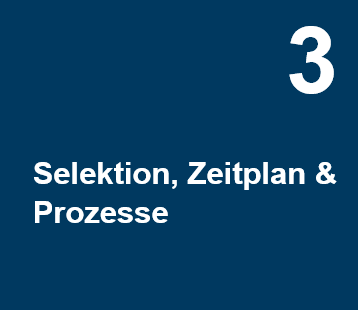 3
Selektion, Zeitplan &
Prozesse